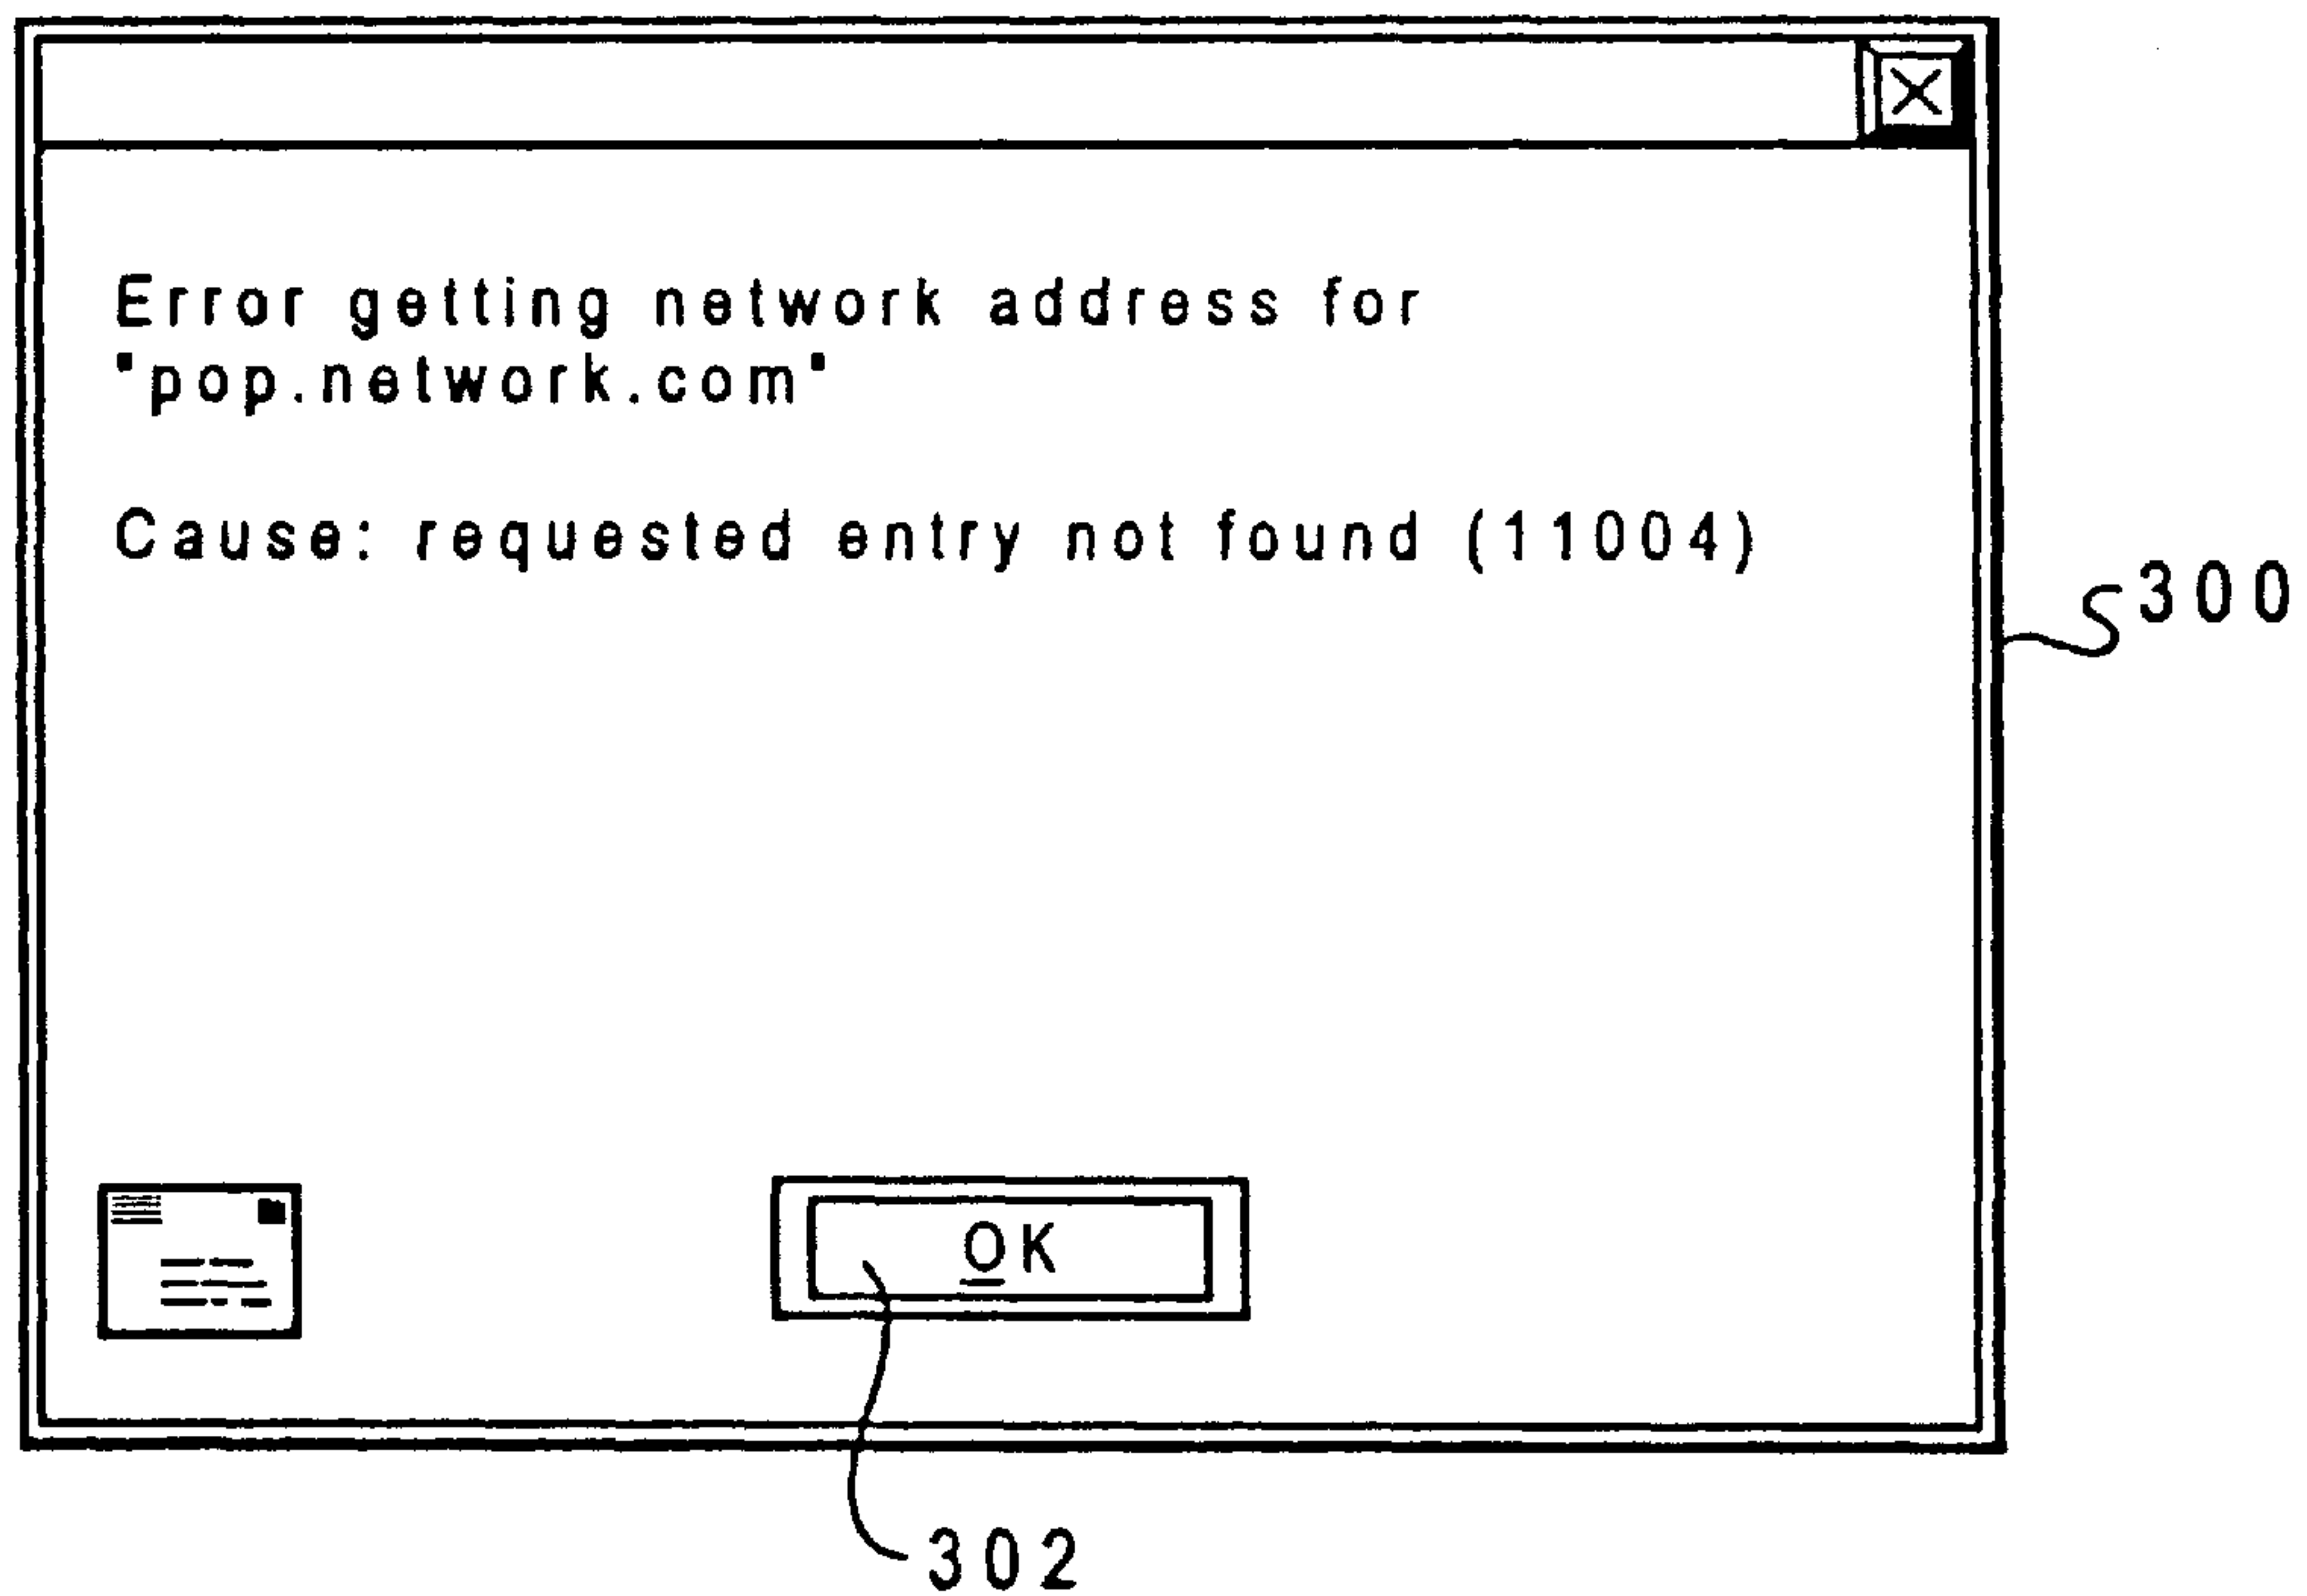 Error getting network address for
"pop.network.com"
Cause: requested entry not found (11004)
300
OK
302